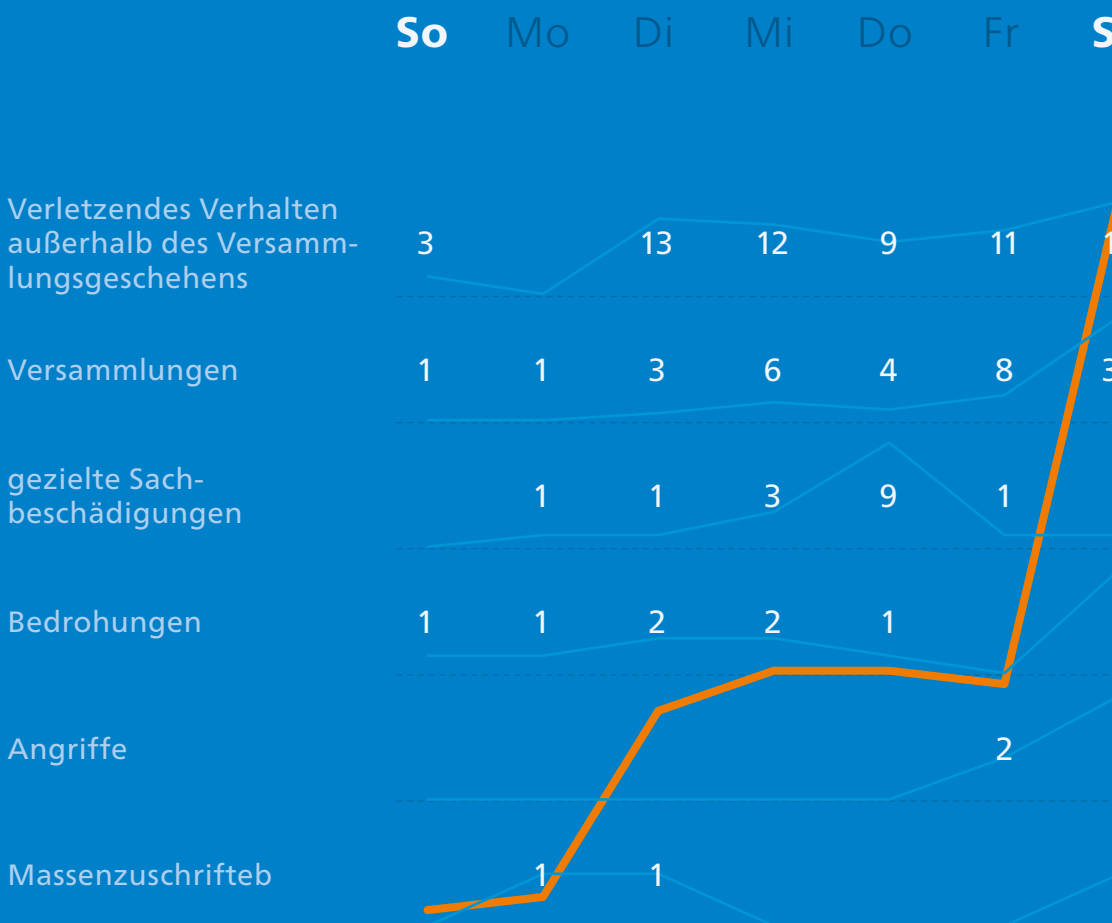 So Mo Di Mi Do Fr S
Verletzendes Verhalten
außerhalb des Versamm-
lungsgeschehens
3 13 12 9 11
Versammlungen
1 1 3 6 4 8 3
gezielte Sach-
beschädigungen
1 1 3 9 1
Bedrohungen
1 1 2 2 1
Angriffe
2
Massenzuschrifteb
1 1